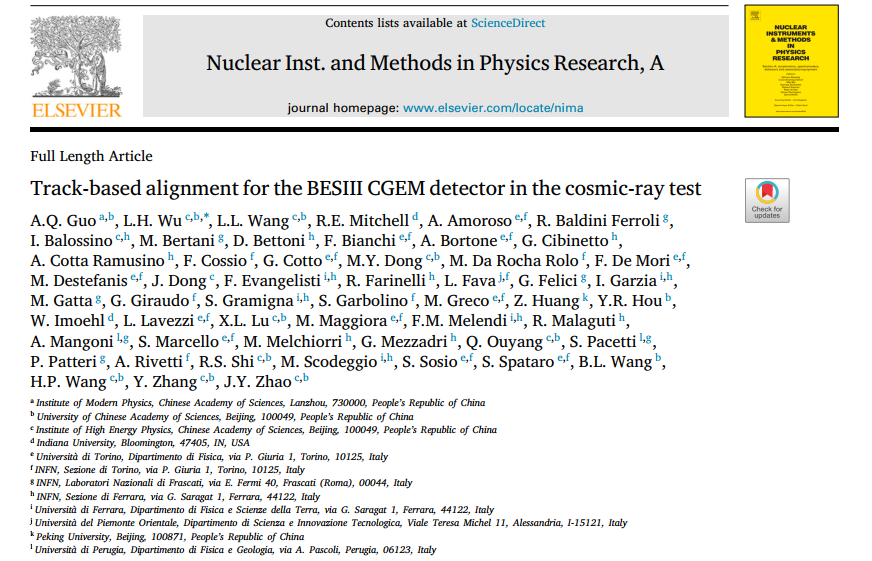 Contents lists available at ScienceDirect
Nuclear Inst. and Methods in Physics Research, A
journal homepage: www.elsevier.com/locate/nima
ELSEVIER
NUCLEAR
INSTRUMENTS
& METHODS
IN
PHYSICS
RESEARCH
Full Length Article
Track-based alignment for the BESIII CGEM detector in the cosmic-ray test
Check for
updates
A.Q. Guo a,b, L.H. Wu c,b,*, L.L. Wang c,b, R.E. Mitchell d, A. Amoroso e,f, R. Baldini Ferroli g,
I. Balossino c,h, M. Bertani g, D. Bettoni h, F. Bianchi e,f, A. Bortone e,f, G. Cibinetto h,
A. Cotta Ramusino h, F. Cossio f, G. Cotto e,f, M.Y. Dong c,b, M. Da Rocha Rolo f, F. De Mori e,f,
M. Destefanis e,f, J. Dong c, F. Evangelisti i,h, R. Farinelli h, L. Fava j,f, G. Felici g, I. Garzia i,h,
M. Gatta g, G. Giraudo f, S. Gramigna i,h, S. Garbolino f, M. Greco e,f, Z. Huang k, Y.R. Hou b,
W. Imoehl d, L. Lavezzi e,f, X.L. Lu c,b, M. Maggiora e,f, F.M. Melendi i,h, R. Malaguti h,
A. Mangoni l,g, S. Marcello e,f, M. Melchiorri h, G. Mezzadri h, Q. Ouyang c,b, S. Pacetti l,g,
P. Patteri g, A. Rivetti f, R.S. Shi c,b, M. Scodeggio i,h, S. Sosio e,f, S. Spataro e,f, B.L. Wang b,
H.P. Wang c,b, Y. Zhang c,b, J.Y. Zhao c,b
a Institute of Modern Physics, Chinese Academy of Sciences, Lanzhou, 730000, People's Republic of China
b University of Chinese Academy of Sciences, Beijing, 100049, People's Republic of China
c Institute of High Energy Physics, Chinese Academy of Sciences, Beijing, 100049, People's Republic of China
d Indiana University, Bloomington, 47405, IN, USA
e Università di Torino, Dipartimento di Fisica, via P. Giuria 1, Torino, 10125, Italy
f INFN, Sezione di Torino, via P. Giuria 1, Torino, 10125, Italy
g INFN, Laboratori Nazionali di Frascati, via E. Fermi 40, Frascati (Roma), 00044, Italy
h INFN, Sezione di Ferrara, via G. Saragat 1, Ferrara, 44122, Italy
i Università di Ferrara, Dipartimento di Fisica e Scienze della Terra, via G. Saragat 1, Ferrara, 44122, Italy
j Università del Piemonte Orientale, Dipartimento di Scienza e Innovazione Tecnologica, Viale Teresa Michel 11, Alessandria, I-15121, Italy
k Peking University, Beijing, 100871, People's Republic of China
l Università di Perugia, Dipartimento di Fisica e Geologia, via A. Pascoli, Perugia, 06123, Italy